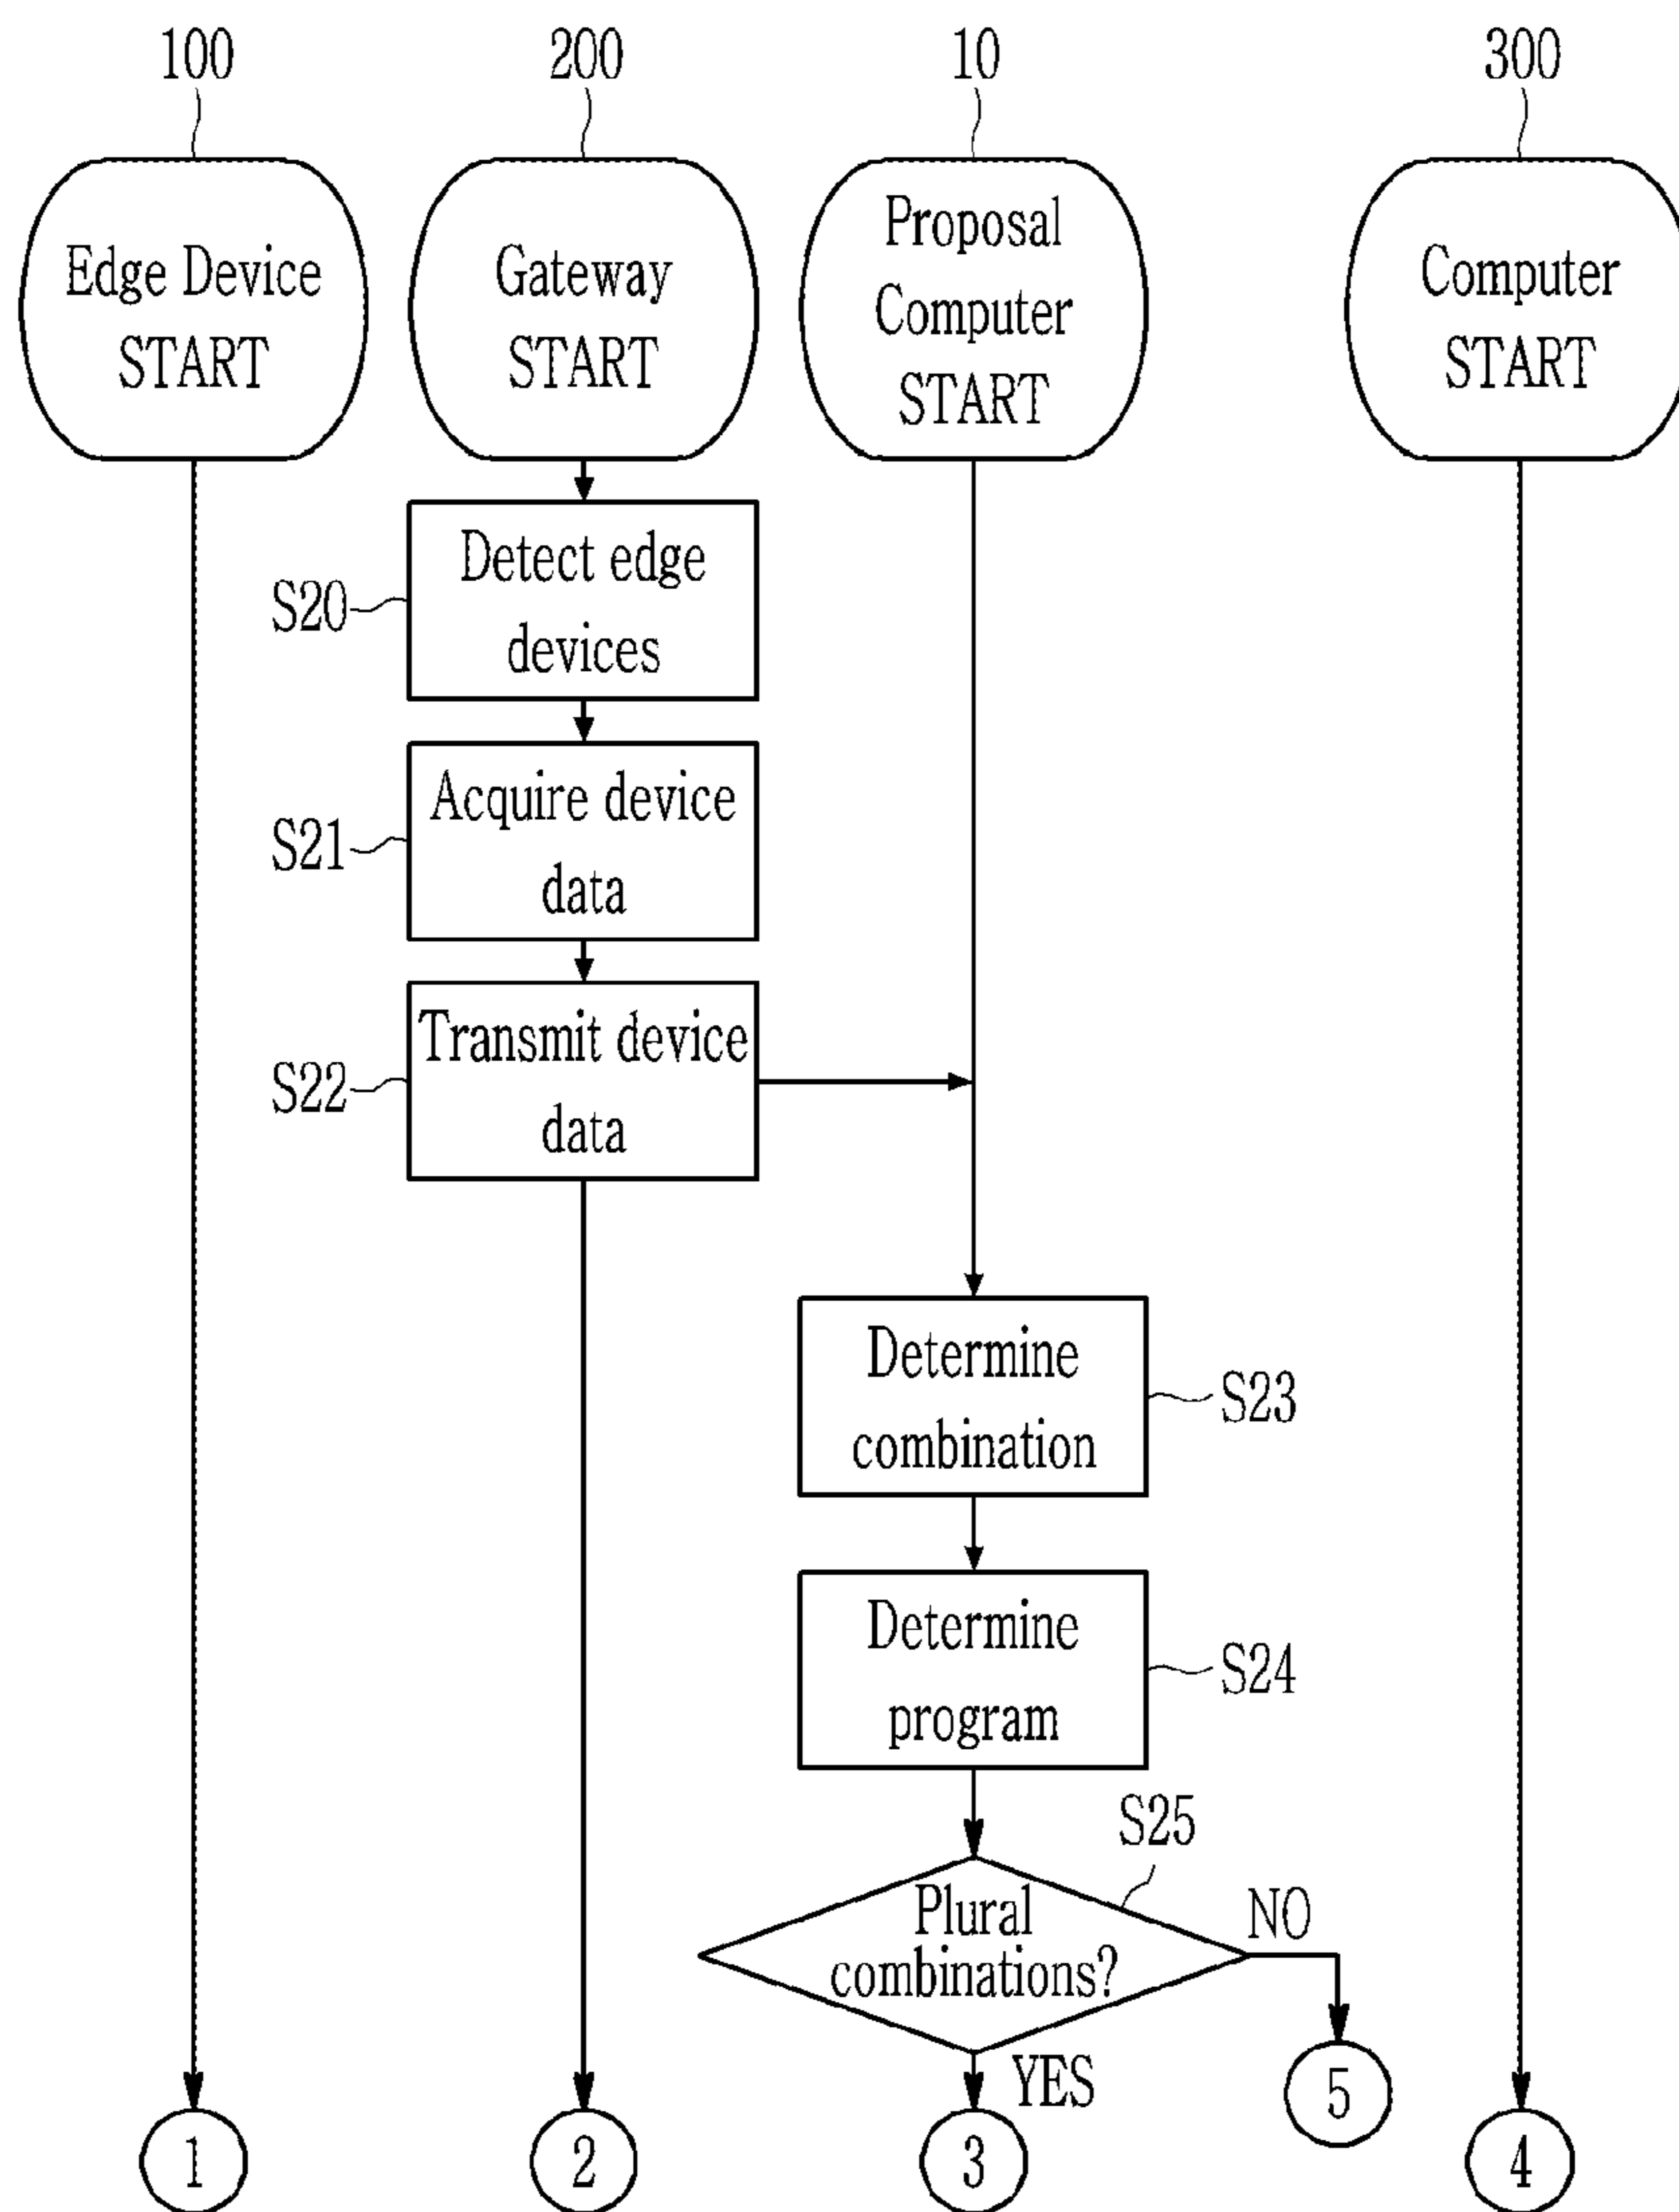 100
200
10
300
Edge Device
START
Gateway
START
Proposal
Computer
START
Computer
START
S20
Detect edge
devices
S21
Acquire device
data
S22
Transmit device
data
Determine
combination
S23
Determine
program
S24
S25
Plural
combinations?
NO
YES
5
1
2
3
4